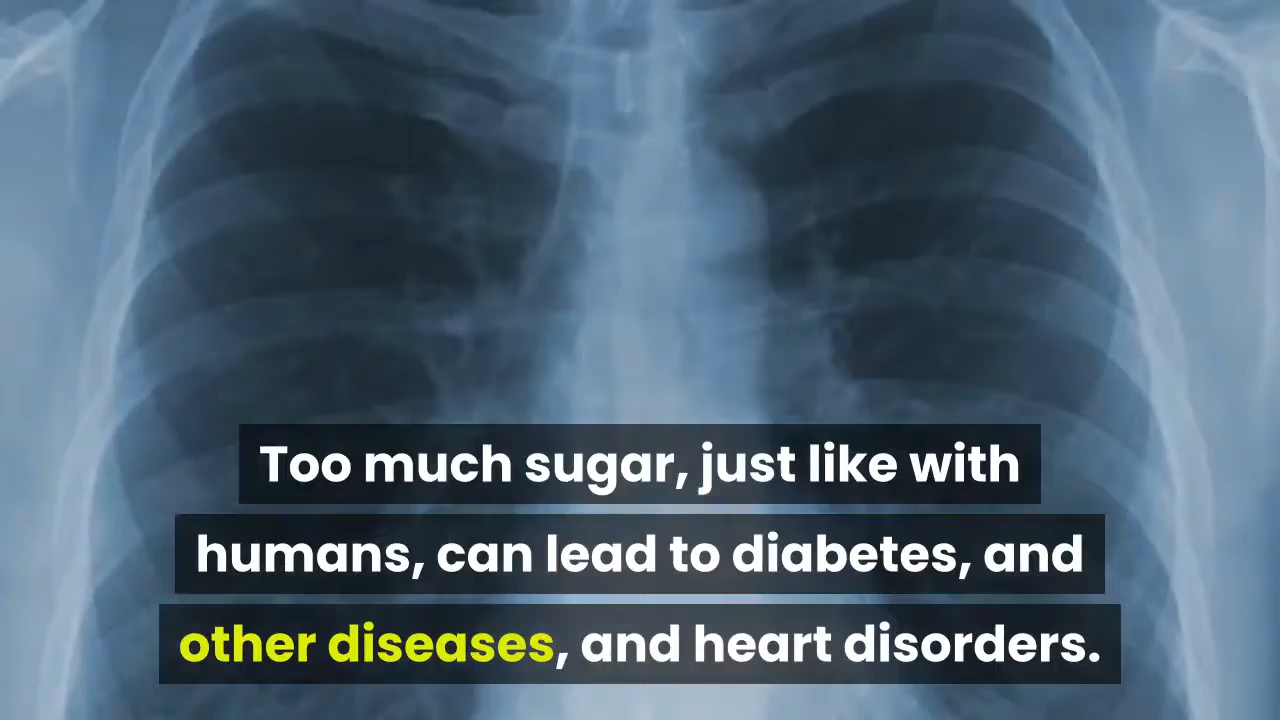 Too much sugar, just like with
humans, can lead to diabetes, and
other diseases, and heart disorders.